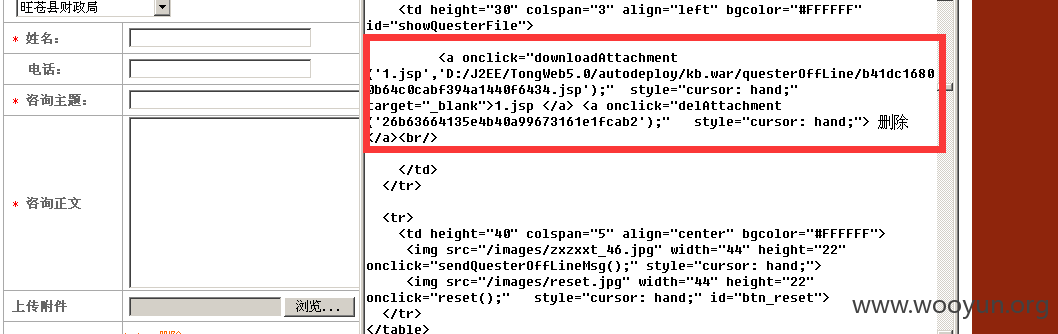 旺苍县财政局
* 姓名:
电话:
* 咨询主题:
* 咨询正文
上传附件
浏览...
删除
<td height="30" colspan="3" align="left" bgcolor="#FFFFFF"
id="showQuesterFile">
<a onclick="downloadAttachment
('1.jsp','D:/J2EE/TongWeb5.0/autodeploy/kb.war/questerOffLine/b41dc1680
0b64c0cabf394a1440f6434.jsp');" style="cursor: hand;"
target="_blank">1.jsp </a> <a onclick="delAttachment
('26b63664135e4b40a99673161e1fcab2');" style="cursor: hand;"> 删除
</a><br/>
</td>
</tr>
<tr>
<td height="40" colspan="5" align="center" bgcolor="#FFFFFF">
<img src="/images/zxzxxt_46.jpg" width="44" height="22"
onclick="sendQuesterOffLineMsg();" style="cursor: hand;">
<img src="/images/reset.jpg" width="44" height="22"
onclick="reset();" style="cursor: hand;" id="btn_reset">
</tr>
</table>
www.wooyun.org